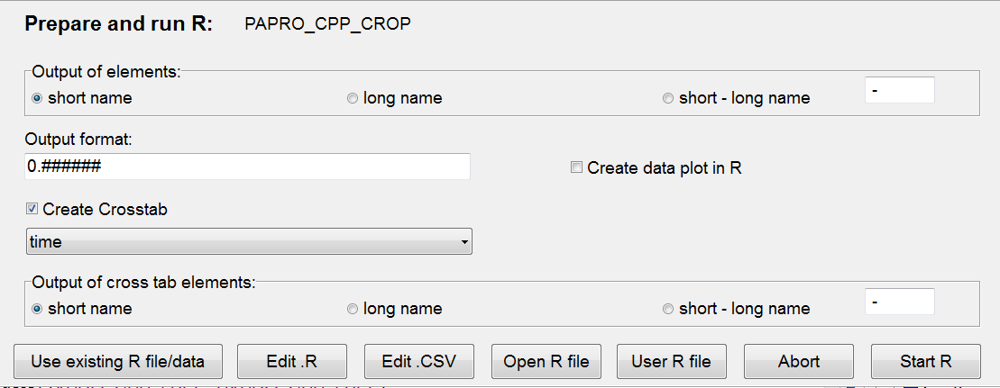 Prepare and run R: PAPRO_CPP_CROP
Output of elements:
short name long name short - long name -
Output format:
0.######
Create data plot in R
Create Crosstab
time
Output of cross tab elements:
short name long name short - long name -
Use existing R file/data Edit .R Edit .CSV Open R file User R file Abort Start R